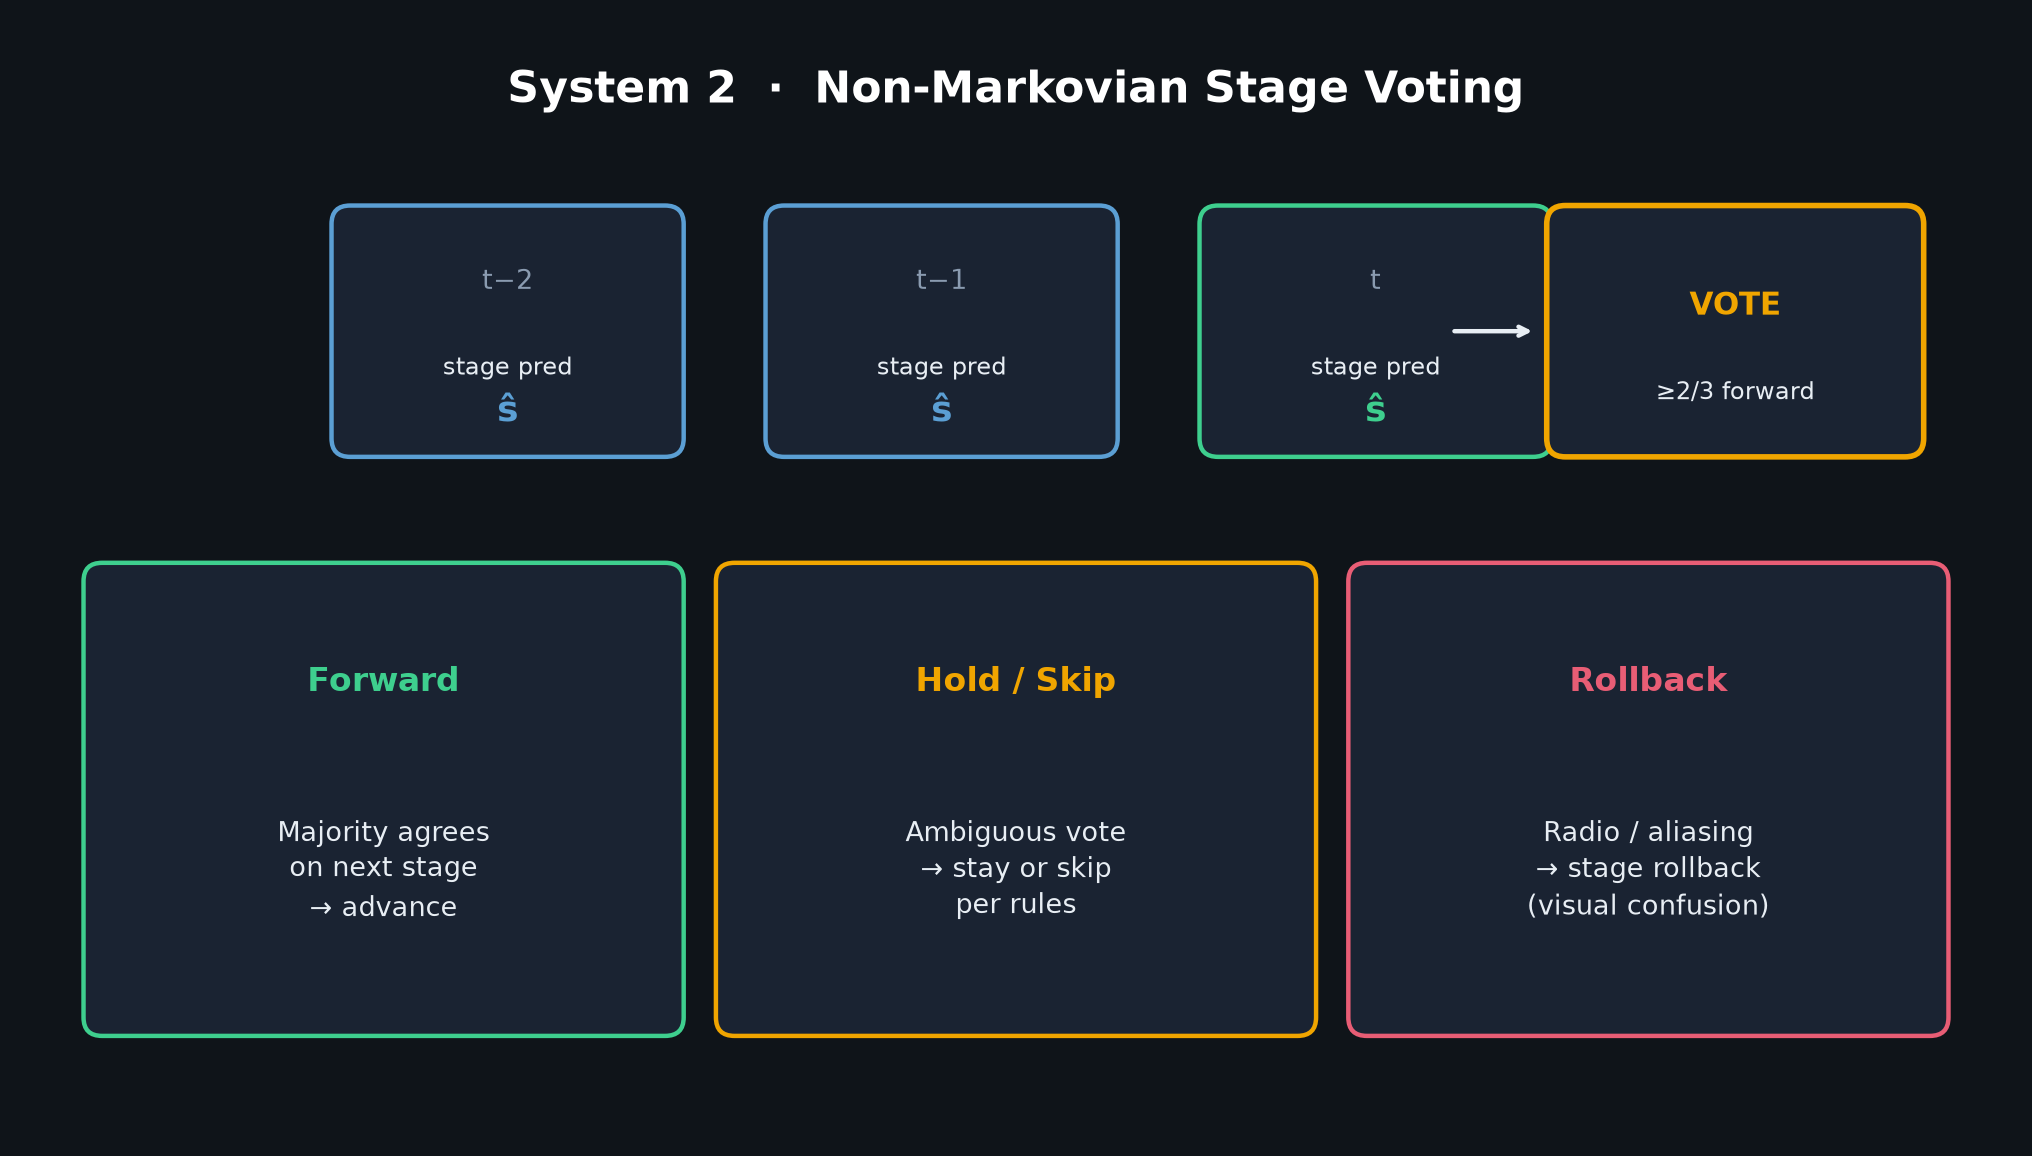 System 2 · Non-Markovian Stage Voting
t−2
stage pred
ŝ
t−1
stage pred
ŝ
t
stage pred
ŝ
VOTE
≥2/3 forward
Forward
Majority agrees
on next stage
→ advance
Hold / Skip
Ambiguous vote
→ stay or skip
per rules
Rollback
Radio / aliasing
→ stage rollback
(visual confusion)